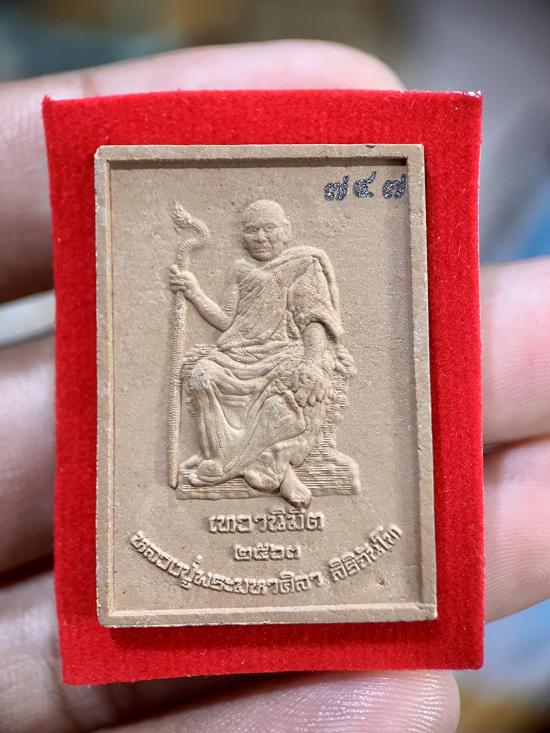 ๗๔๗
เทวานิมิต
๒๕๖๓
หลวงปู่พระมหาศิลา สิริจันโท